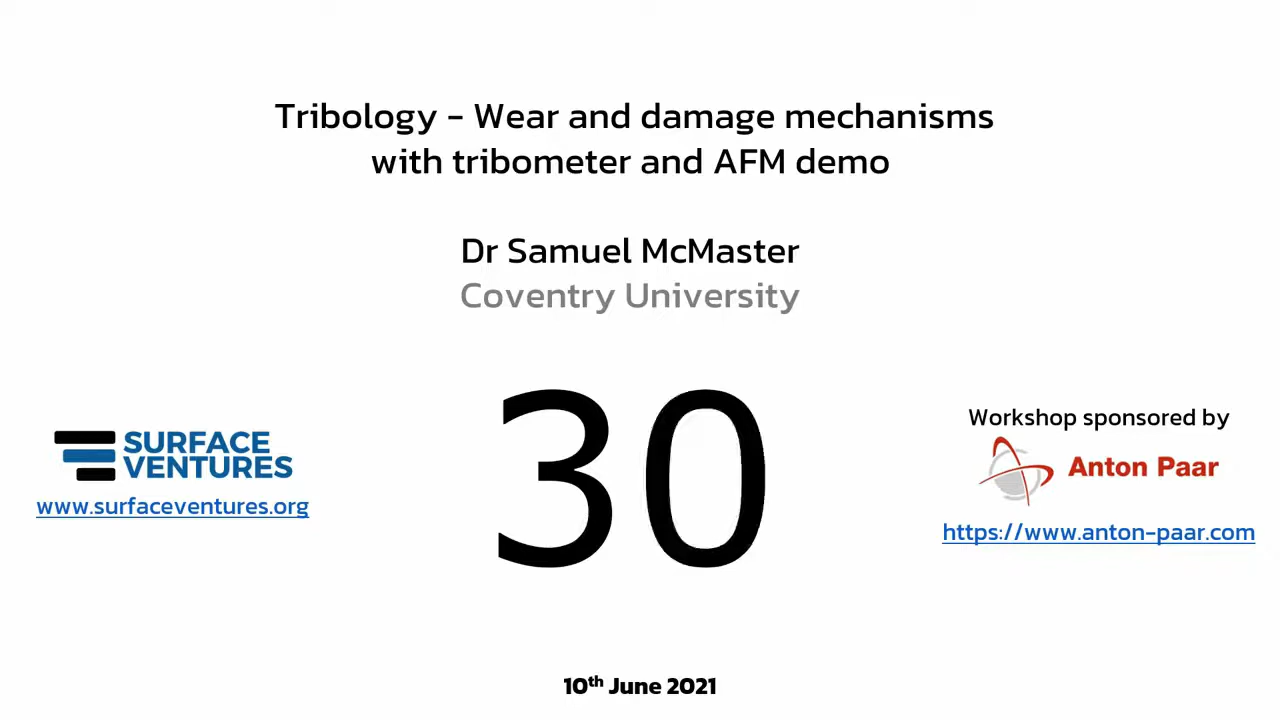 Tribology - Wear and damage mechanisms
with tribometer and AFM demo
Dr Samuel McMaster
Coventry University
30
SURFACE
VENTURES
www.surfaceventures.org
Workshop sponsored by
Anton Paar
https://www.anton-paar.com
10th June 2021